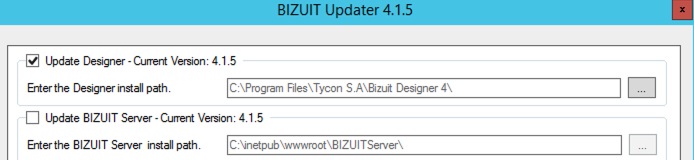 BIZUIT Updater 4.1.5
x
Update Designer - Current Version: 4.1.5
Enter the Designer install path. C:\Program Files\Tycon S.A\Bizuit Designer 4\ ...
Update BIZUIT Server - Current Version: 4.1.5
Enter the BIZUIT Server install path. C:\inetpub\wwwroot\BIZUITServer\ ...